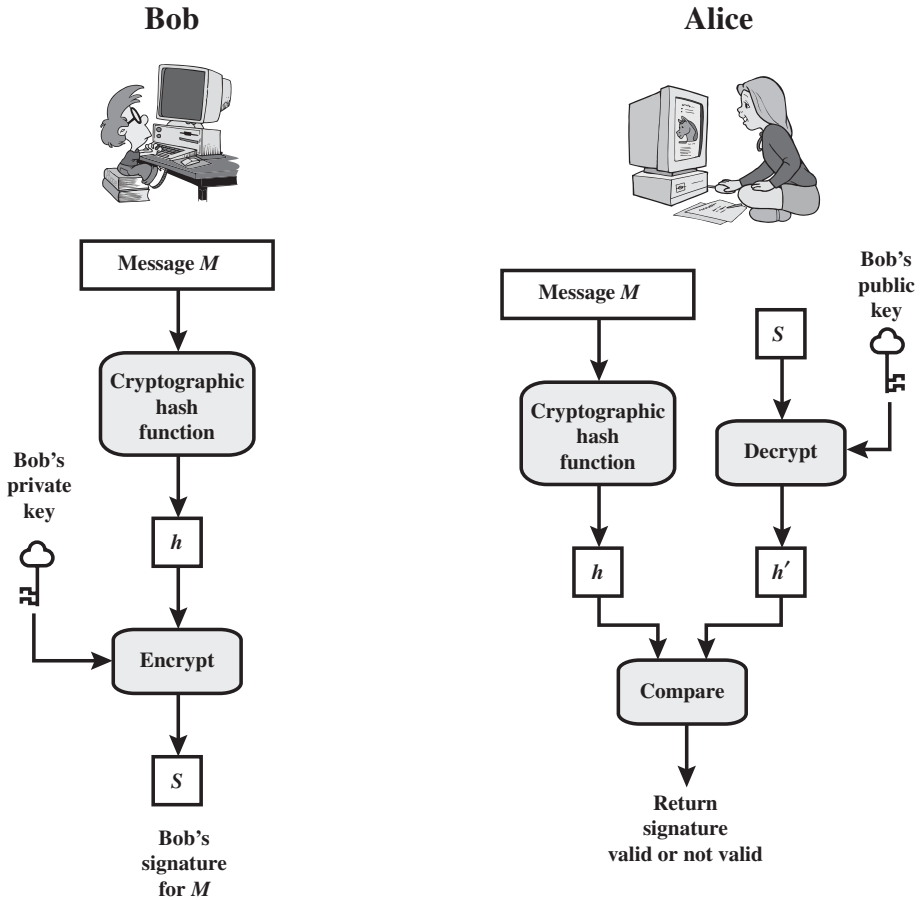 Bob
Message M
Cryptographic
hash
function
Bob's
private
key
h
Encrypt
S
Bob's
signature
for M
Alice
Message M
Cryptographic
hash
function
h
S
Bob's
public
key
Decrypt
h′
Compare
Return
signature
valid or not valid